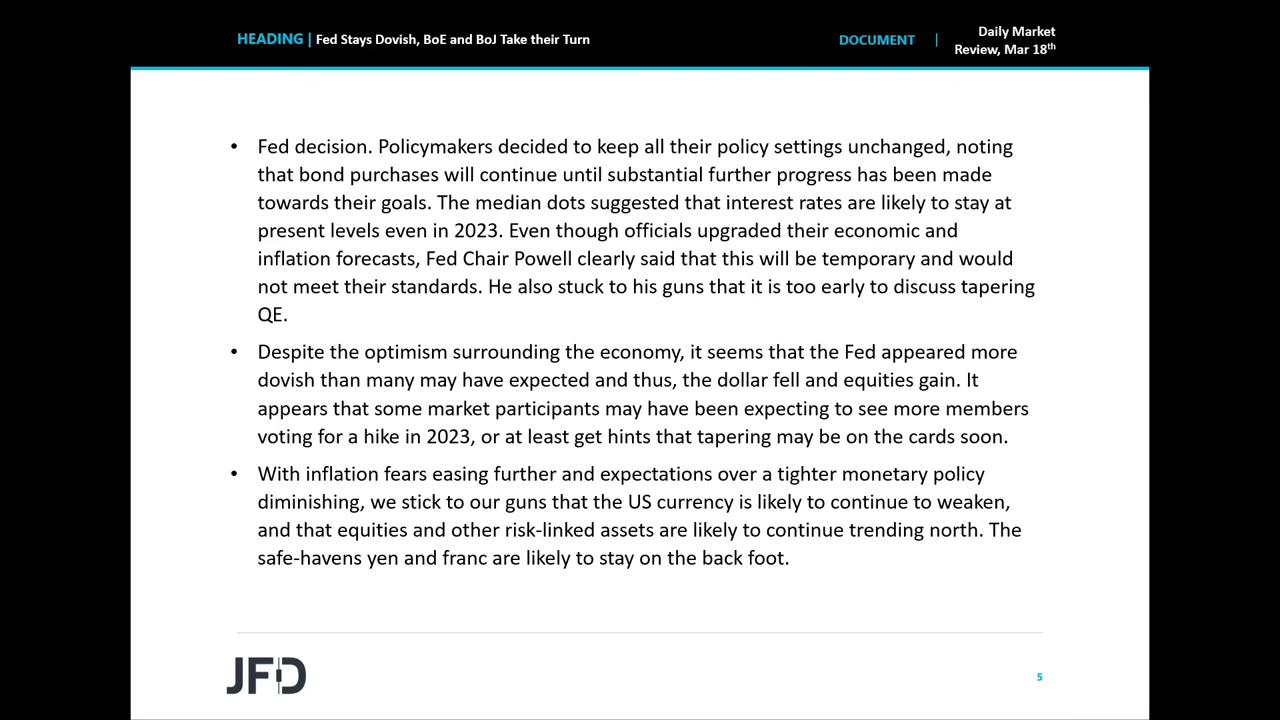 HEADING | Fed Stays Dovish, BoE and BoJ Take their Turn
DOCUMENT | Daily Market
Review, Mar 18th
• Fed decision. Policymakers decided to keep all their policy settings unchanged, noting
that bond purchases will continue until substantial further progress has been made
towards their goals. The median dots suggested that interest rates are likely to stay at
present levels even in 2023. Even though officials upgraded their economic and
inflation forecasts, Fed Chair Powell clearly said that this will be temporary and would
not meet their standards. He also stuck to his guns that it is too early to discuss tapering
QE.
• Despite the optimism surrounding the economy, it seems that the Fed appeared more
dovish than many may have expected and thus, the dollar fell and equities gain. It
appears that some market participants may have been expecting to see more members
voting for a hike in 2023, or at least get hints that tapering may be on the cards soon.
• With inflation fears easing further and expectations over a tighter monetary policy
diminishing, we stick to our guns that the US currency is likely to continue to weaken,
and that equities and other risk-linked assets are likely to continue trending north. The
safe-havens yen and franc are likely to stay on the back foot.
JFD
5